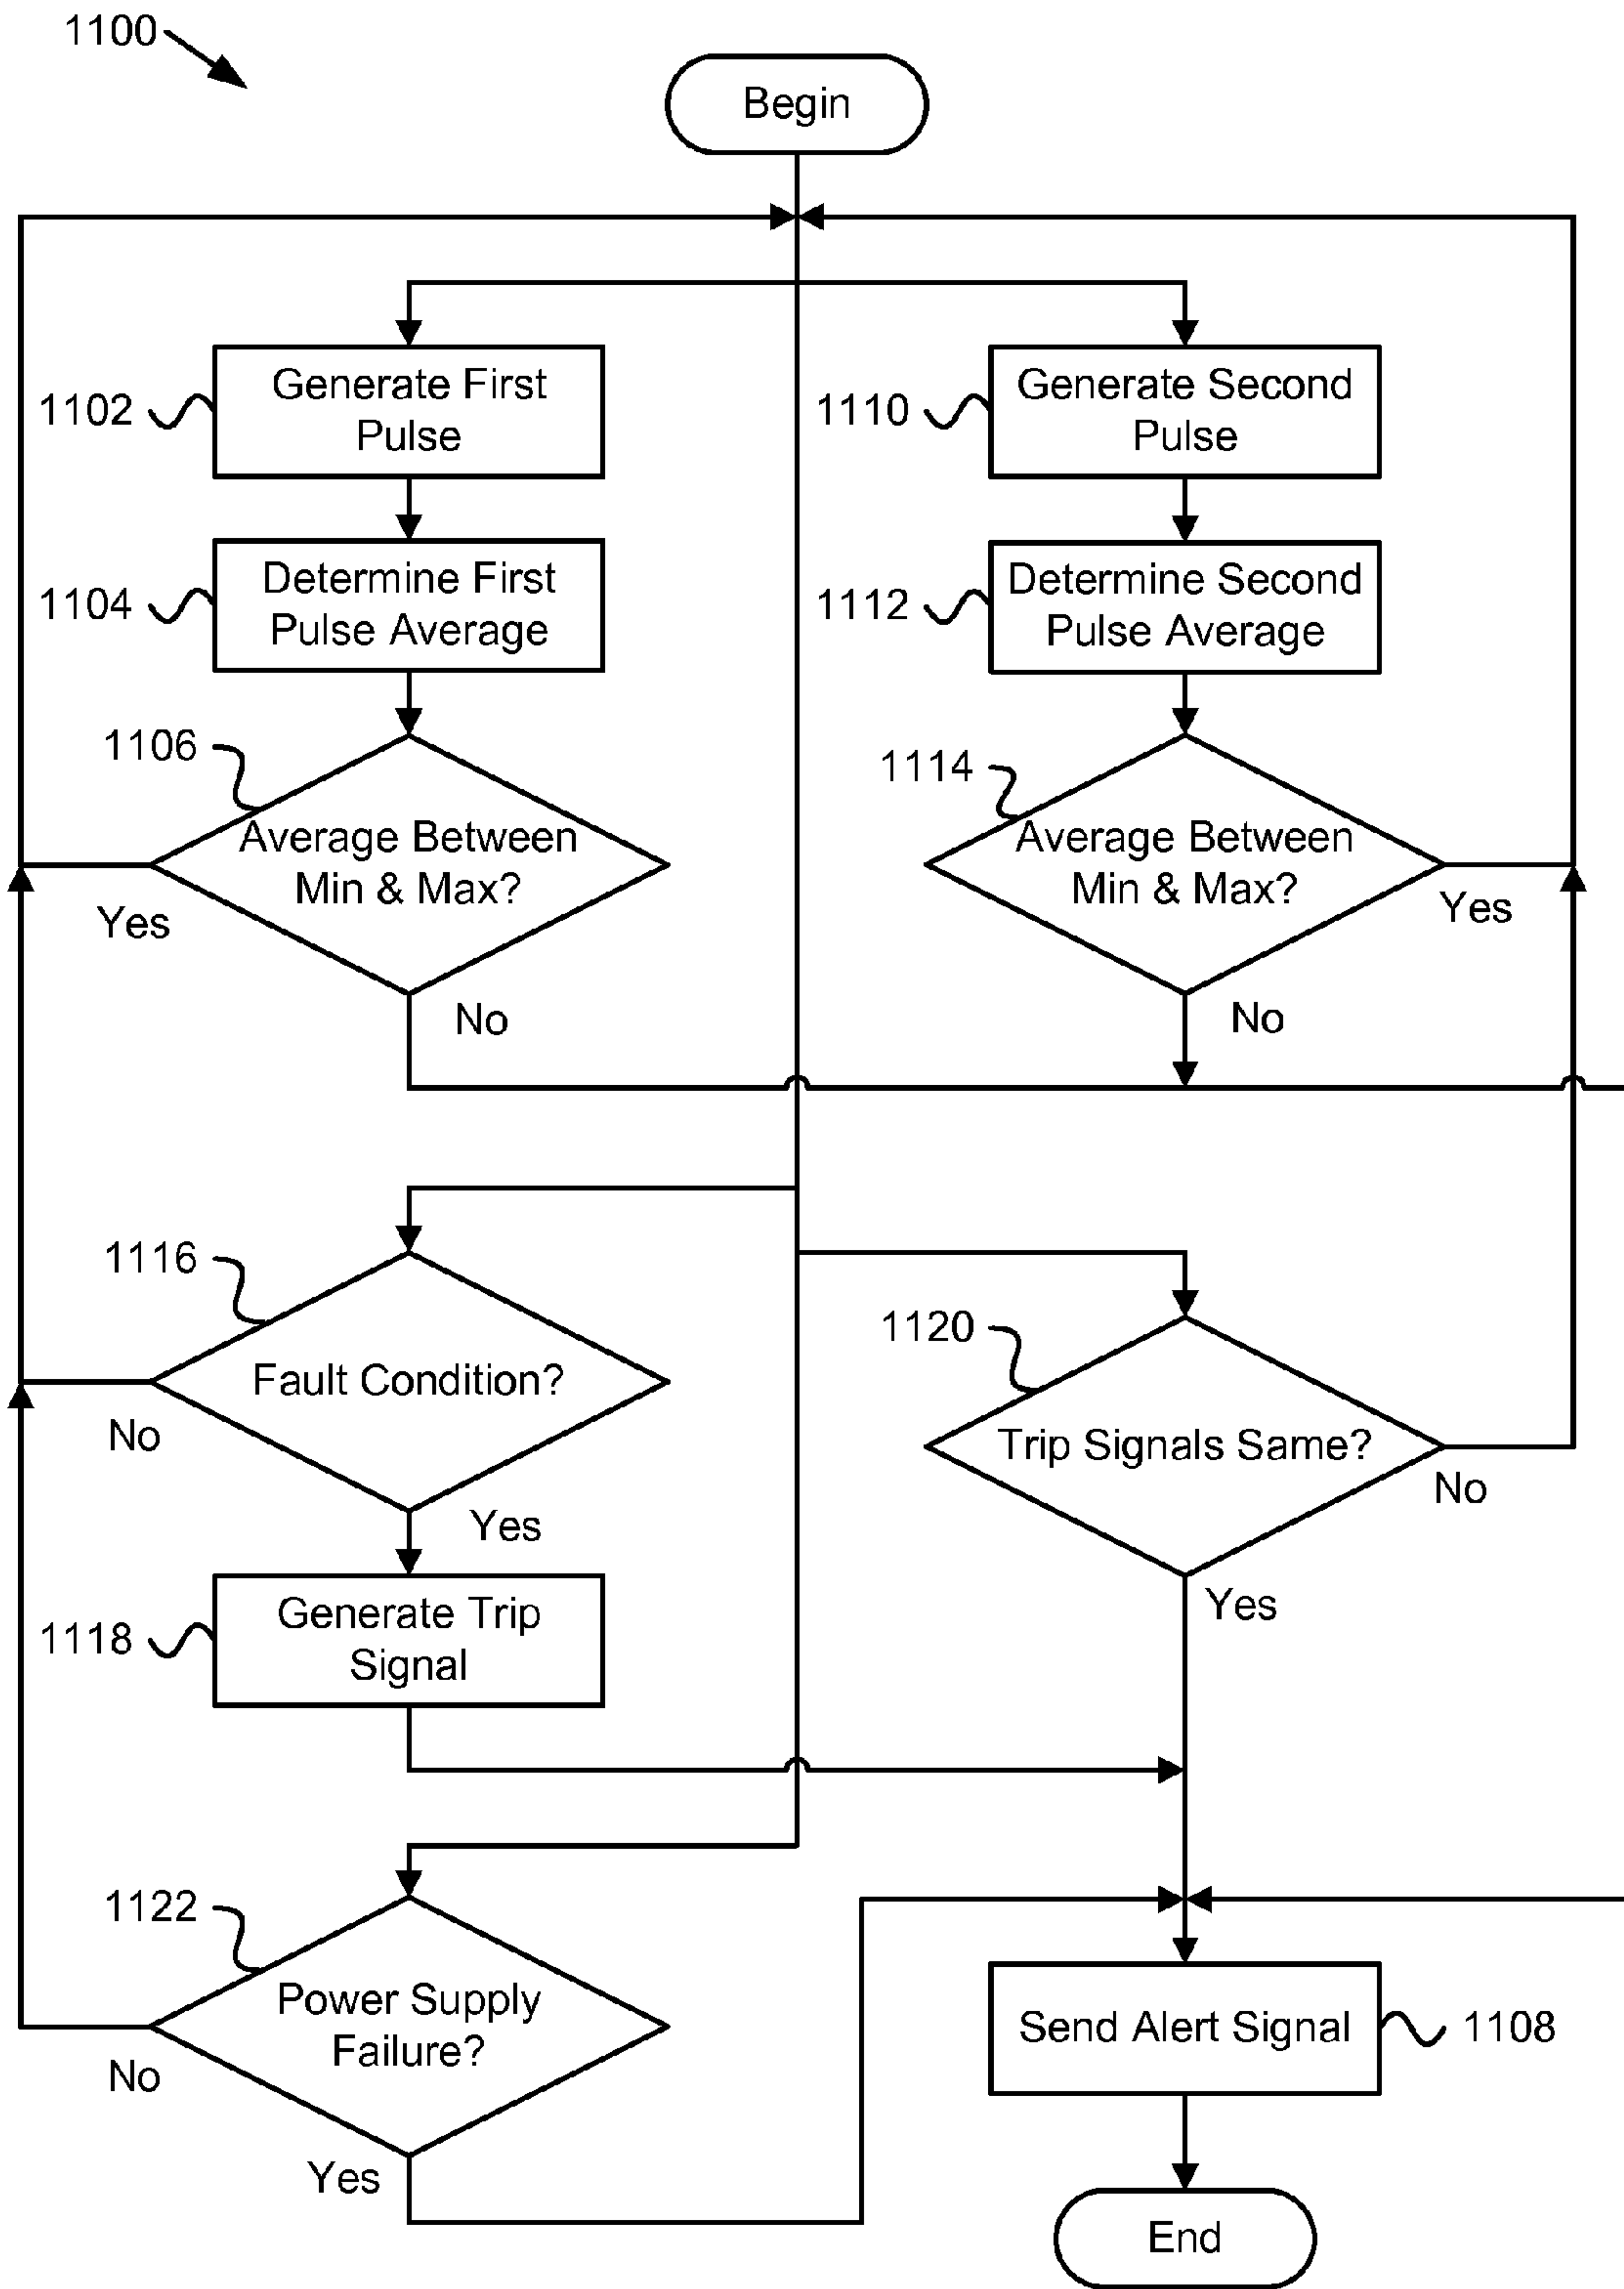 1100
Begin
1102
Generate First
Pulse
1110
Generate Second
Pulse
1104
Determine First
Pulse Average
1112
Determine Second
Pulse Average
1106
Average Between
Min & Max?
Yes
No
1114
Average Between
Min & Max?
Yes
No
1116
Fault Condition?
No
Yes
1120
Trip Signals Same?
No
Yes
1118
Generate Trip
Signal
1122
Power Supply
Failure?
No
Yes
Send Alert Signal
1108
End